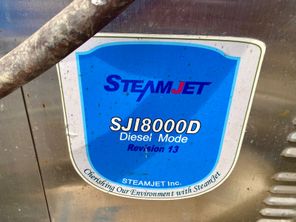 STEAMJET
SJI8000D
Diesel Mode
Revision 13
STEAMJET Inc.
Cherishing Our Environment with SteamJet